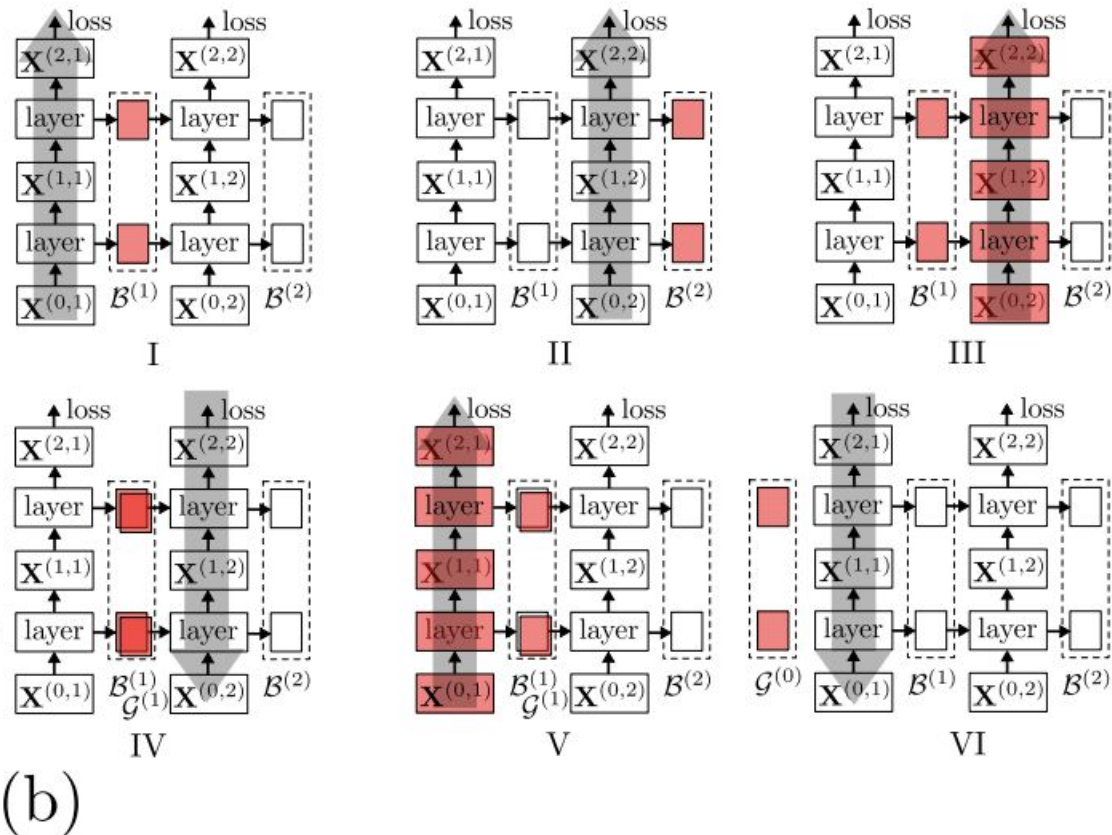 loss loss
X^(2,1) X^(2,2)
layer layer
X^(1,1) X^(1,2)
layer layer
X^(0,1) B^(1) X^(0,2) B^(2)
I
loss loss
X^(2,1) X^(2,2)
layer layer
X^(1,1) X^(1,2)
layer layer
X^(0,1) B^(1) X^(0,2) B^(2)
II
loss loss
X^(2,1) X^(2,2)
layer layer
X^(1,1) X^(1,2)
layer layer
X^(0,1) B^(1) X^(0,2) B^(2)
III
loss loss
X^(2,1) X^(2,2)
layer layer
X^(1,1) X^(1,2)
layer layer
X^(0,1) B^(1) X^(0,2) B^(2)
G^(1)
IV
loss loss
X^(2,1) X^(2,2)
layer layer
X^(1,1) X^(1,2)
layer layer
X^(0,1) B^(1) X^(0,2) B^(2)
G^(1)
V
loss loss
X^(2,1) X^(2,2)
layer layer
X^(1,1) X^(1,2)
layer layer
G^(0) X^(0,1) B^(1) X^(0,2) B^(2)
VI
(b)